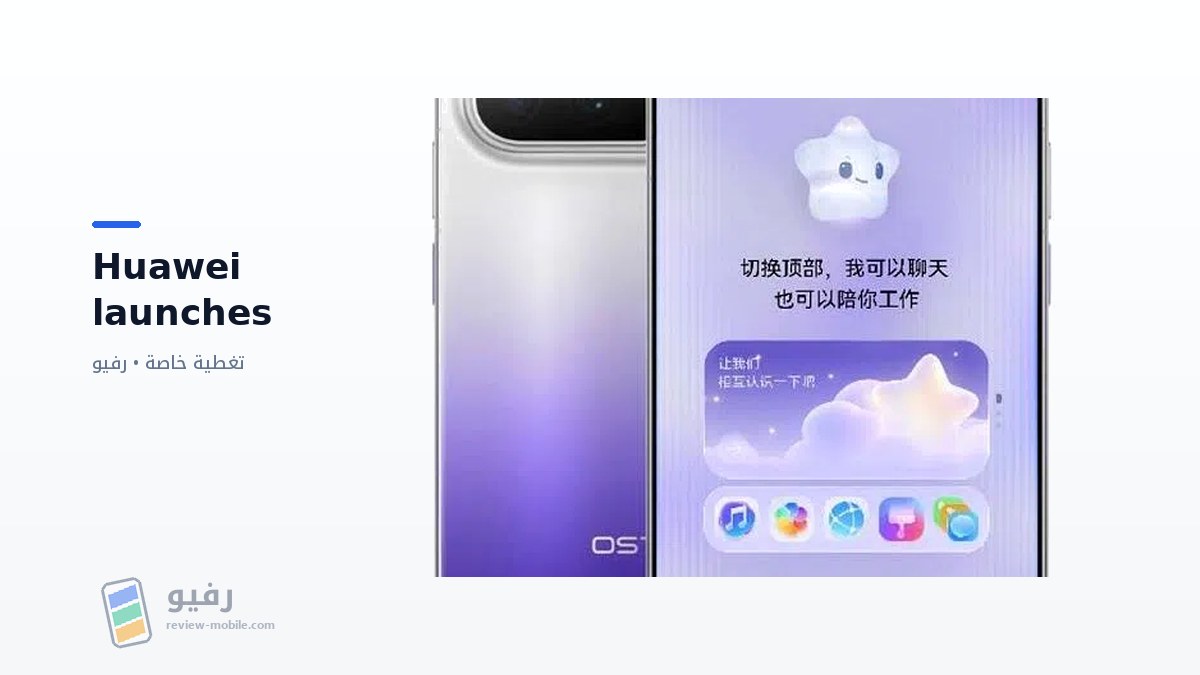 Huawei
launches
تغطية خاصة • رفيو
切换顶部，我可以聊天
也可以陪你工作
让我们
相互认识一下吧
OST
رفيو
review-mobile.com